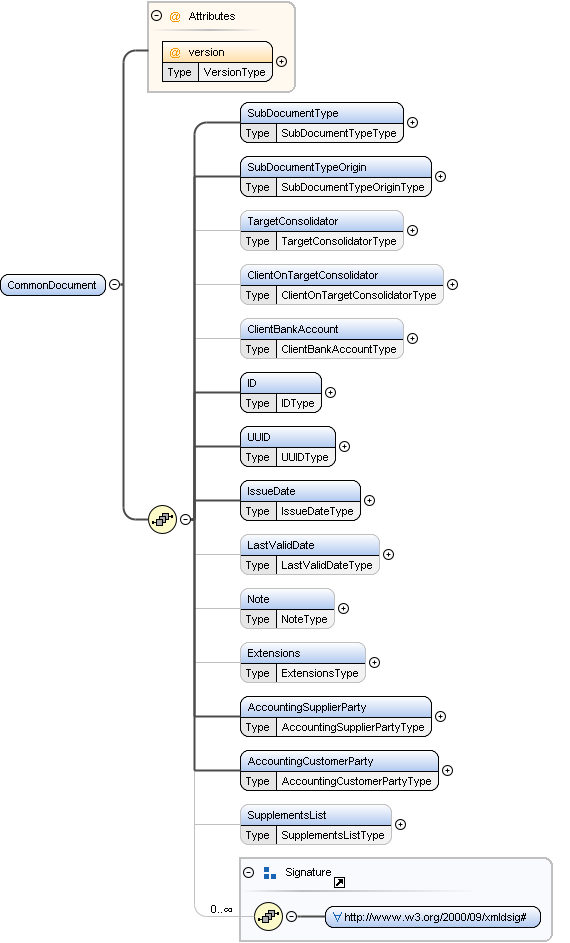 Attributes
@ version
Type VersionType
SubDocumentType
Type SubDocumentTypeType
SubDocumentTypeOrigin
Type SubDocumentTypeOriginType
TargetConsolidator
Type TargetConsolidatorType
CommonDocument
ClientOnTargetConsolidator
Type ClientOnTargetConsolidatorType
ClientBankAccount
Type ClientBankAccountType
ID
Type IDType
UUID
Type UUIDType
IssueDate
Type IssueDateType
LastValidDate
Type LastValidDateType
Note
Type NoteType
Extensions
Type ExtensionsType
AccountingSupplierParty
Type AccountingSupplierPartyType
AccountingCustomerParty
Type AccountingCustomerPartyType
SupplementsList
Type SupplementsListType
Signature
0..∞
∀ http://www.w3.org/2000/09/xmldsig#